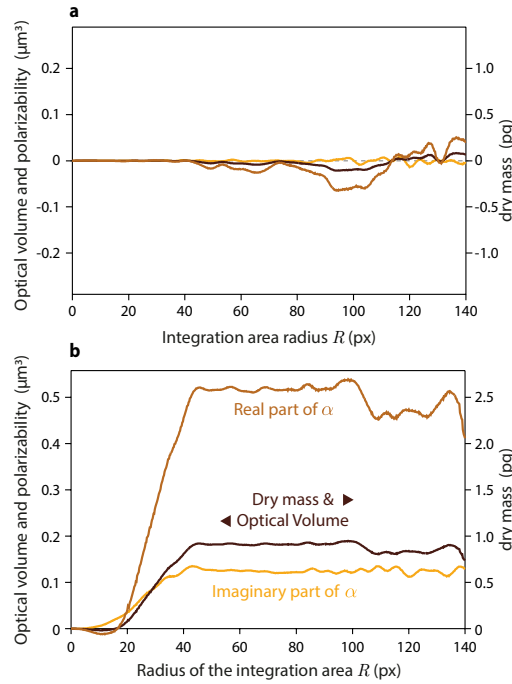 a
Optical volume and polarizability (μm³)
0.2
0.1
0
-0.1
-0.2
1.0
0.5
0
-0.5
-1.0
dry mass (pg)
0 20 40 60 80 100 120 140
Integration area radius R (px)
b
Optical volume and polarizability (μm³)
0.5
0.4
0.3
0.2
0.1
0
2.5
2.0
1.5
1.0
0.5
0
dry mass (pg)
Real part of α
Dry mass & ►
◄ Optical Volume
Imaginary part of α
0 20 40 60 80 100 120 140
Radius of the integration area R (px)